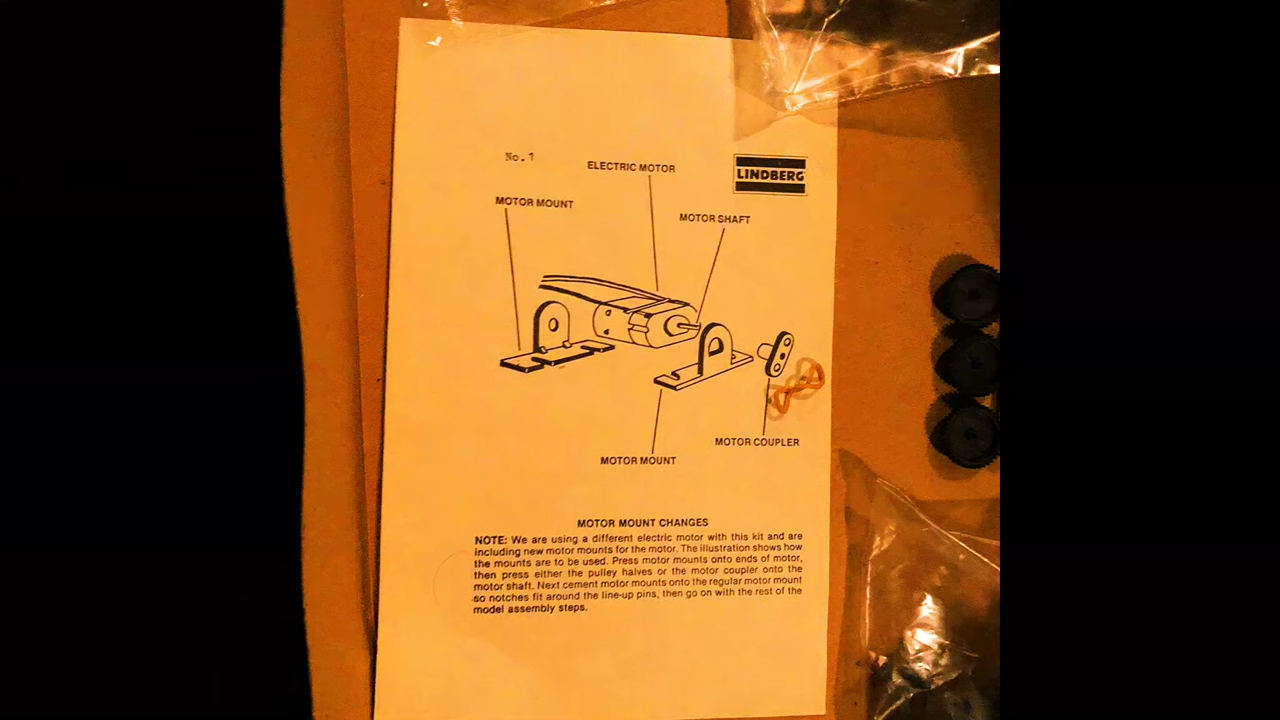 No. 1
ELECTRIC MOTOR
LINDBERG
MOTOR MOUNT
MOTOR SHAFT
MOTOR COUPLER
MOTOR MOUNT
MOTOR MOUNT CHANGES
NOTE: We are using a different electric motor with this kit and are
including new motor mounts for the motor. The illustration shows how
the mounts are to be used. Press motor mounts onto ends of motor,
then press either the pulley halves or the motor coupler onto the
motor shaft. Next cement motor mounts onto the regular motor mount
so notches fit around the line-up pins, then go on with the rest of the
model assembly steps.